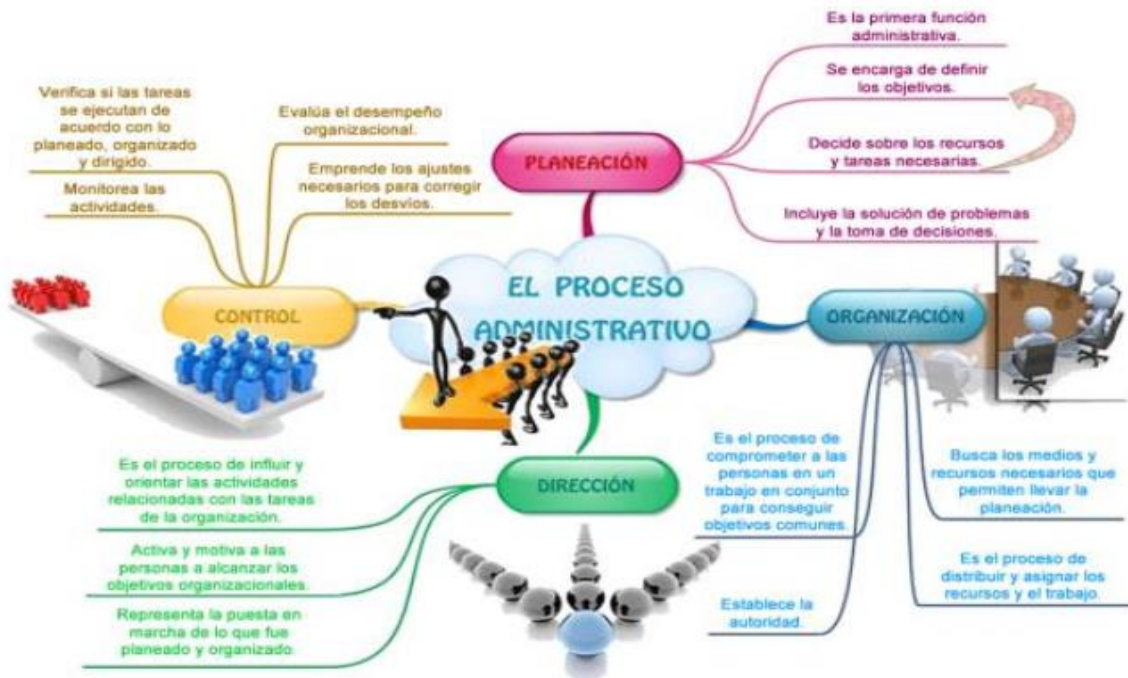 EL PROCESO
ADMINISTRATIVO
PLANEACIÓN
Es la primera función
administrativa.
Se encarga de definir
los objetivos.
Decide sobre los recursos
y tareas necesarias.
Incluye la solución de problemas
y la toma de decisiones.
ORGANIZACIÓN
Es el proceso de
comprometer a las
personas en un
trabajo en conjunto
para conseguir
objetivos comunes.
Busca los medios y
recursos necesarios que
permiten llevar la
planeación.
Establece la
autoridad.
Es el proceso de
distribuir y asignar los
recursos y el trabajo.
DIRECCIÓN
Es el proceso de influir y
orientar las actividades
relacionadas con las tareas
de la organización.
Activa y motiva a las
personas a alcanzar los
objetivos organizacionales.
Representa la puesta en
marcha de lo que fue
planeado y organizado.
CONTROL
Verifica si las tareas
se ejecutan de
acuerdo con lo
planeado, organizado
y dirigido.
Monitorea las
actividades.
Evalúa el desempeño
organizacional.
Emprende los ajustes
necesarios para corregir
los desvíos.